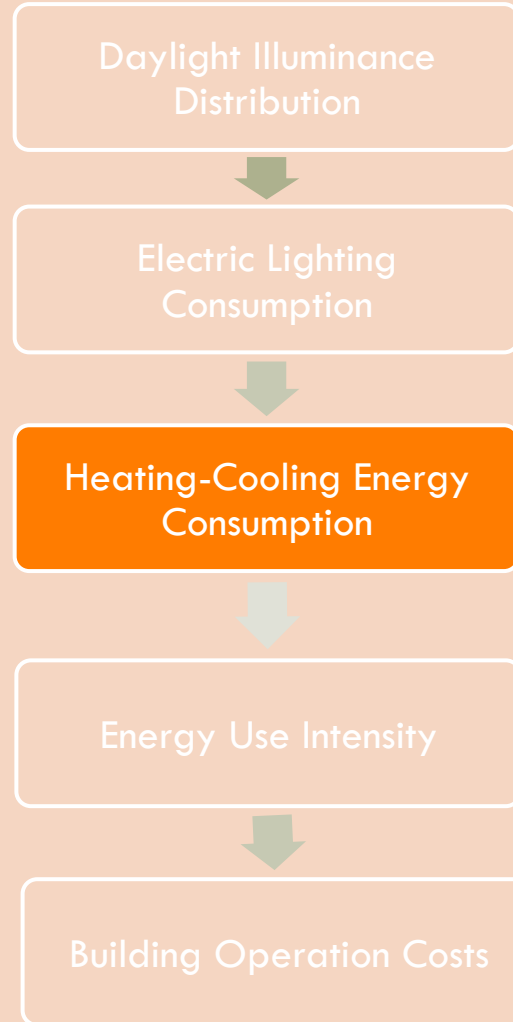 Daylight Illuminance
Distribution
Electric Lighting
Consumption
Heating-Cooling Energy
Consumption
Energy Use Intensity
Building Operation Costs